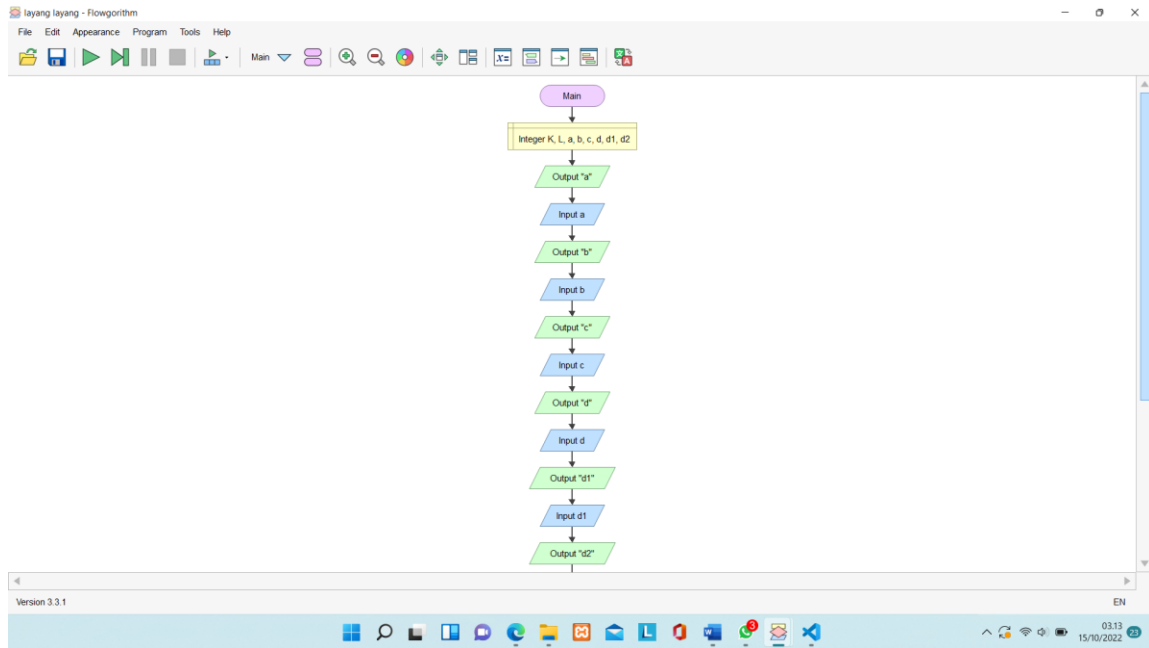 layang layang - Flowgorithm
File Edit Appearance Program Tools Help
Main
x=
Main
Integer K, L, a, b, c, d, d1, d2
Output "a"
Input a
Output "b"
Input b
Output "c"
Input c
Output "d"
Input d
Output "d1"
Input d1
Output "d2"
Version 3.3.1 EN
L
3
03.13
15/10/2022 23